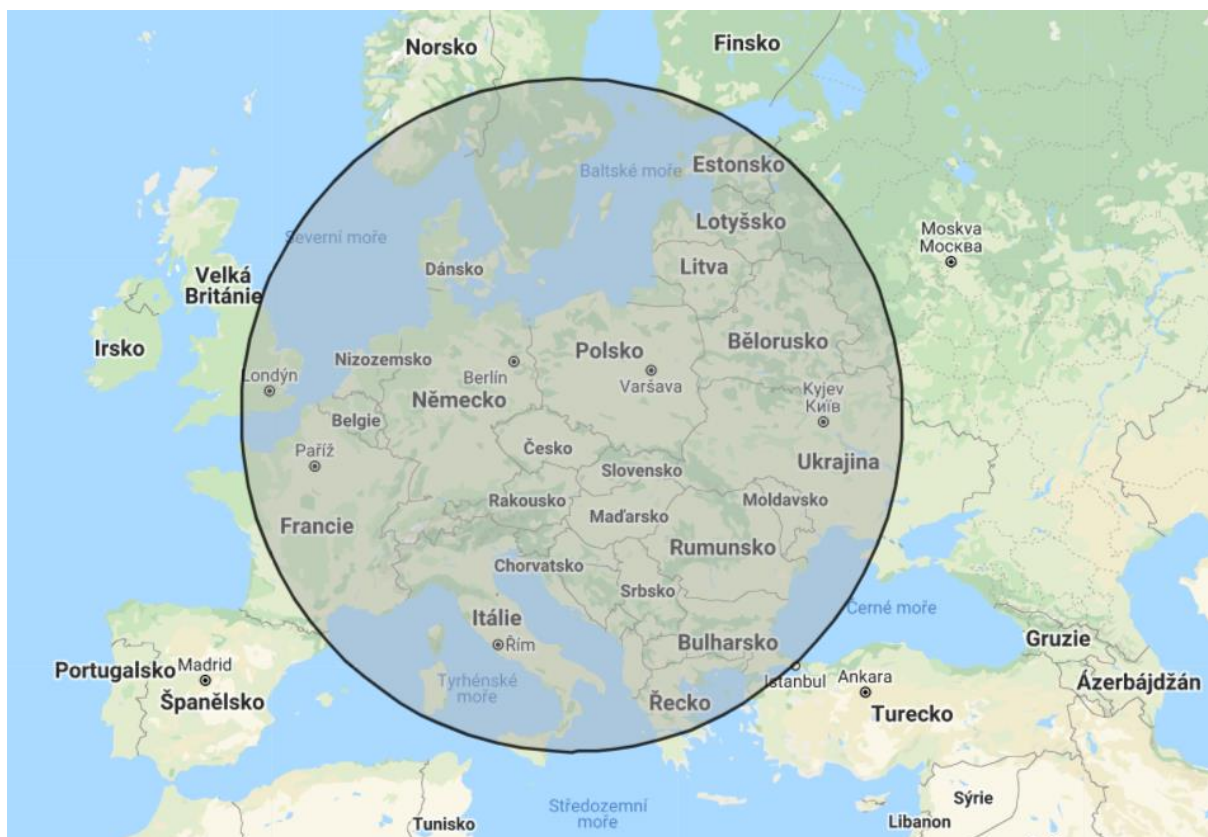 Norsko
Finsko
Estonsko
Baltské moře
Lotyšsko
Moskva
Москва
Severní moře
Dánsko
Litva
Velká
Británie
Irsko
Bělorusko
Nizozemsko
Polsko
Berlín
Varšava
Londýn
Německo
Kyjev
Київ
Belgie
Paříž
Česko
Ukrajina
Slovensko
Rakousko
Moldavsko
Maďarsko
Francie
Rumunsko
Chorvatsko
Srbsko
Černé moře
Itálie
Řím
Bulharsko
Gruzie
Portugalsko
Madrid
Španělsko
Tyrhénské
moře
Istanbul
Ankara
Ázerbájdžán
Řecko
Turecko
Středozemní
moře
Tunisko
Sýrie
Libanon